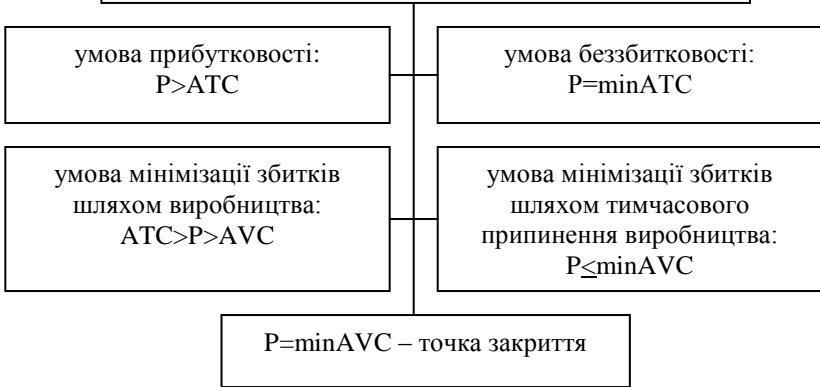 умова прибутковості:
P>ATC
умова беззбитковості:
P=minATC
умова мінімізації збитків
шляхом виробництва:
ATC>P>AVC
умова мінімізації збитків
шляхом тимчасового
припинення виробництва:
P≤minAVC
P=minAVC – точка закриття